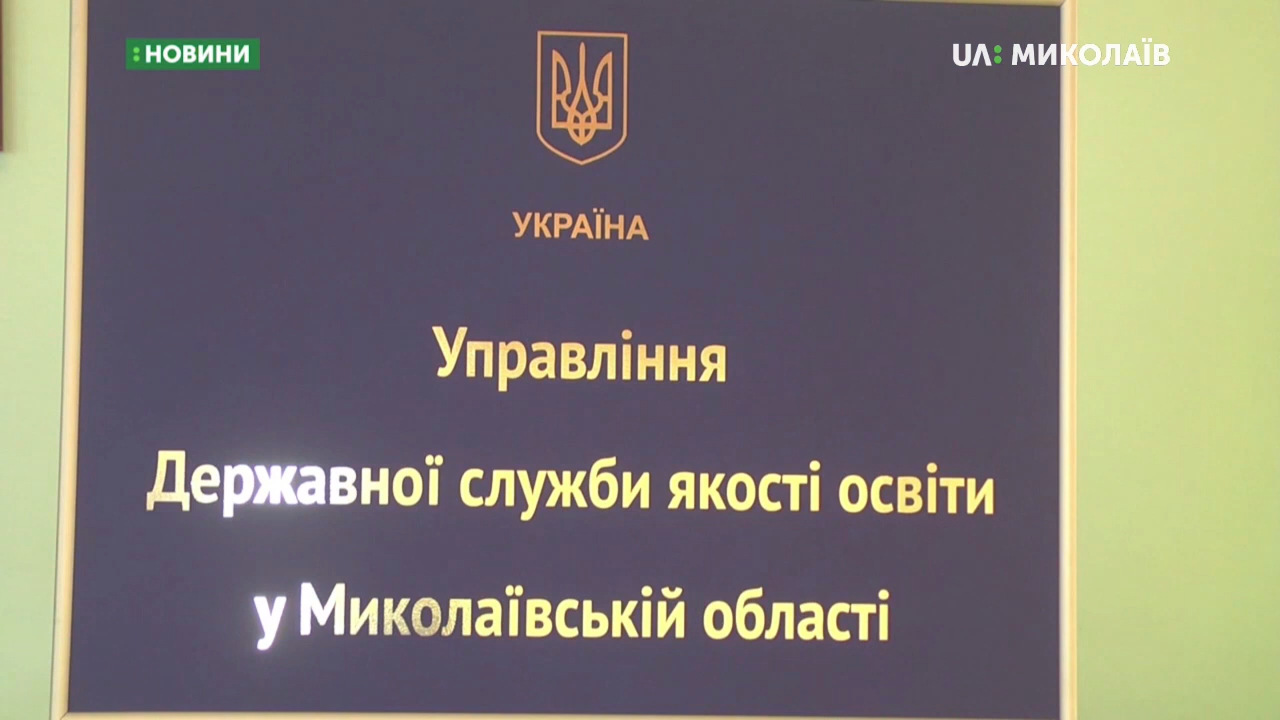 :НОВИНИ
UA: МИКОЛАЇВ
УКРАЇНА
Управління
Державної служби якості освіти
у Миколаївській області